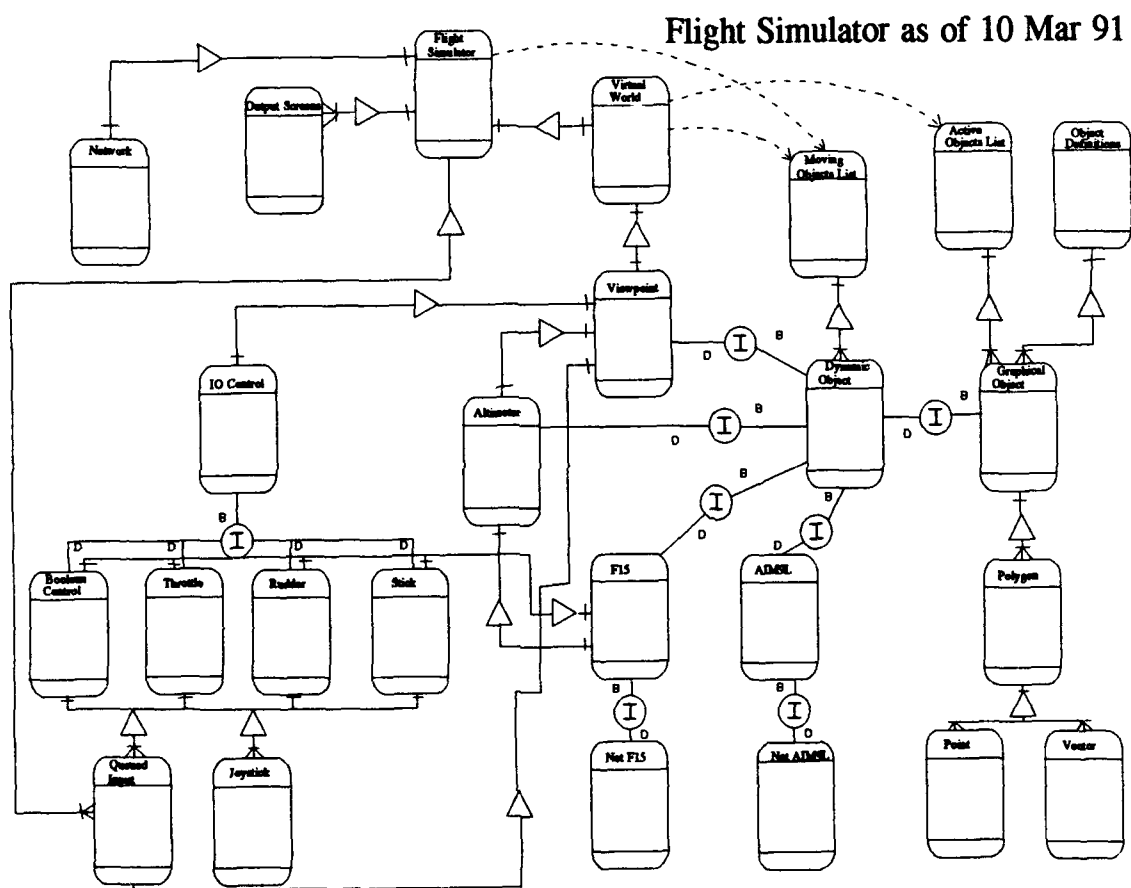 Flight Simulator as of 10 Mar 91
Flight
Simulator
Output Screens
Network
Virtual
World
Moving
Objects List
Active
Objects List
Object
Definitions
Viewpoint
IO Control
Altimeter
Dynamic
Object
Graphical
Object
B
D
I
B
D
I
B
D
I
B
B
D
I
B
D
I
B
I
D
D
D
D
Boolean
Control
Throttle
Rudder
Stick
F15
AIM9L
Polygon
B
I
D
B
I
D
Queued
Input
Joystick
Net F15
Net AIM9L
Point
Vector